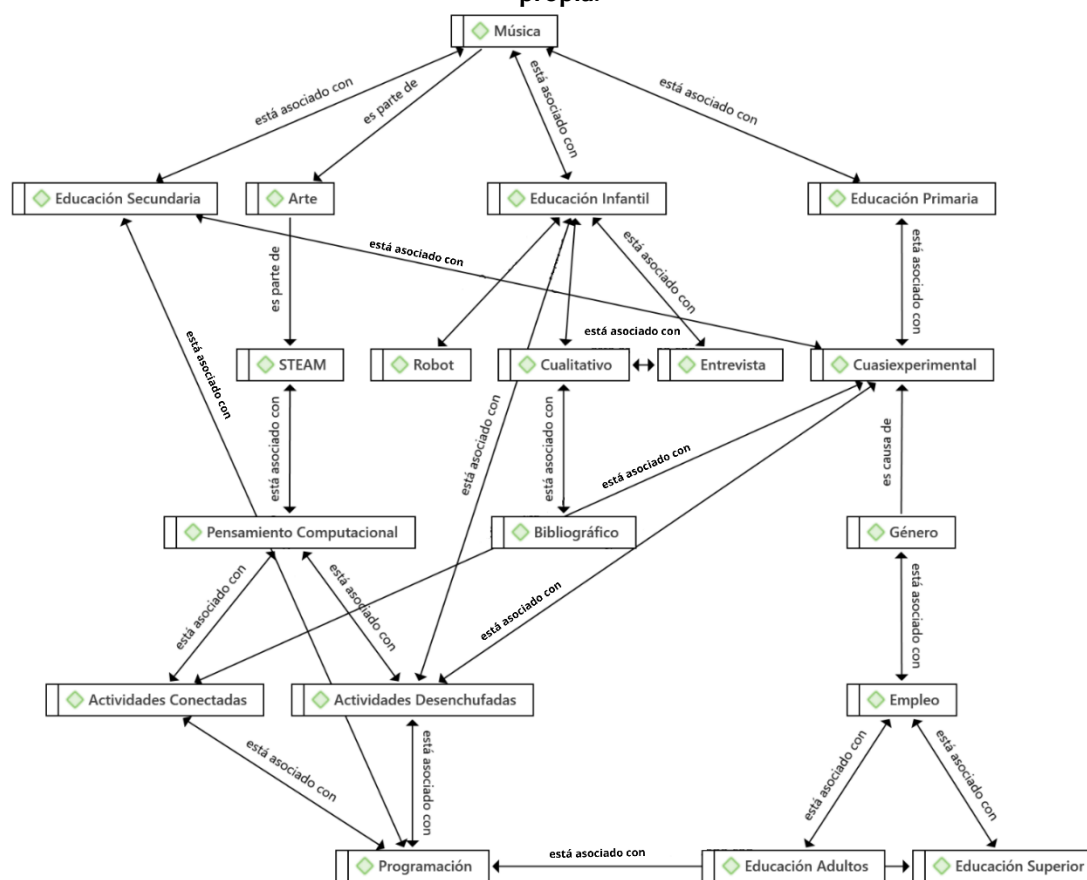 propia.
Música
está asociado con
es parte de
está asociado con
está asociado con
Educación Secundaria
Arte
Educación Infantil
Educación Primaria
está asociado con
es parte de
está asociado con
está asociado con
está asociado con
está asociado con
STEAM
Robot
Cualitativo
Entrevista
Cuasiexperimental
está asociado con
está asociado con
está asociado con
está asociado con
es causa de
Pensamiento Computacional
Bibliográfico
Género
está asociado con
está asociado con
está asociado con
está asociado con
Actividades Conectadas
Actividades Desenchufadas
Empleo
está asociado con
está asociado con
está asociado con
está asociado con
Programación
está asociado con
Educación Adultos
Educación Superior